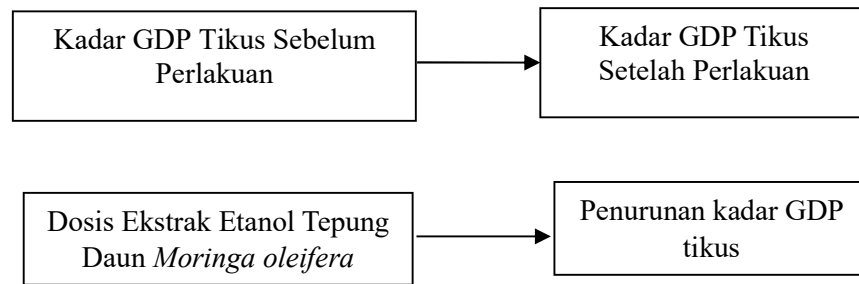 Kadar GDP Tikus Sebelum
Perlakuan
Kadar GDP Tikus
Setelah Perlakuan
Dosis Ekstrak Etanol Tepung
Daun Moringa oleifera
Penurunan kadar GDP
tikus